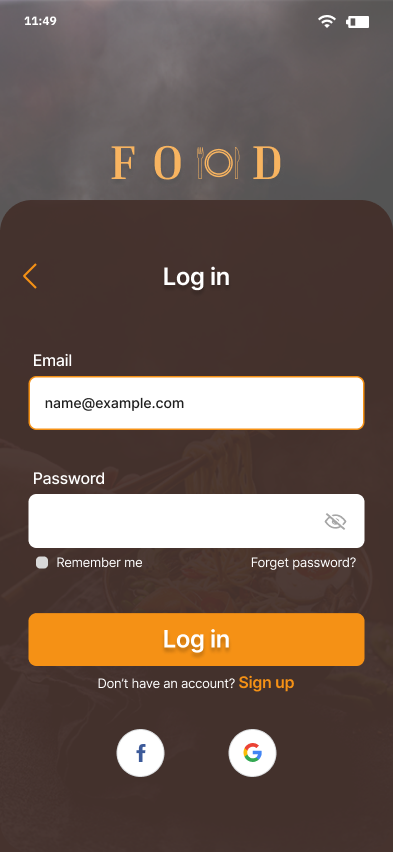 11:49
FOOD
Log in
Email
name@example.com
Password
Remember me Forget password?
Log in
Don't have an account? Sign up